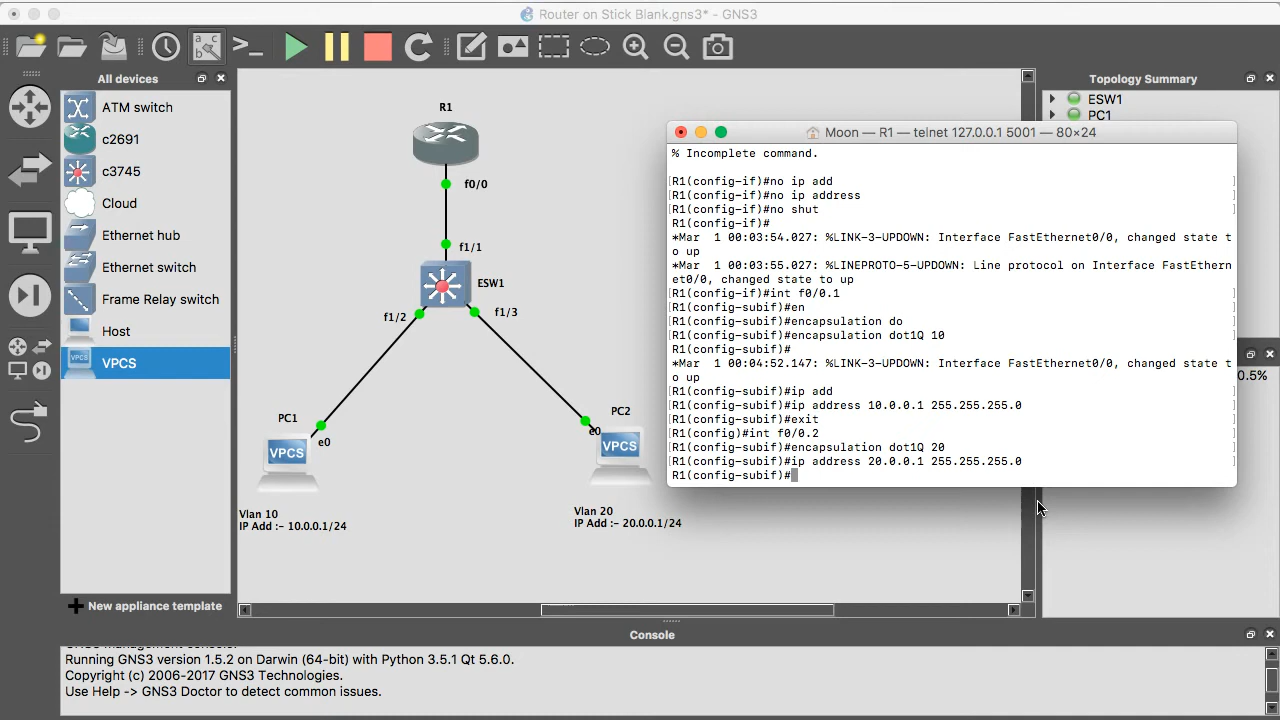 Router on Stick Blank.gns3* - GNS3
All devices
ATM switch
c2691
c3745
Cloud
Ethernet hub
Ethernet switch
Frame Relay switch
Host
VPCS
VPCS
New appliance template
R1
f0/0
f1/1
ESW1
f1/2
f1/3
PC1
e0
VPCS
PC2
e0
VPCS
Vlan 10
IP Add :- 10.0.0.1/24
Vlan 20
IP Add :- 20.0.0.1/24
Topology Summary
ESW1
PC1
0.5%
Moon — R1 — telnet 127.0.0.1 5001 — 80×24
% Incomplete command.
R1(config-if)#no ip add
R1(config-if)#no ip address
R1(config-if)#no shut
R1(config-if)#
*Mar  1 00:03:54.027: %LINK-3-UPDOWN: Interface FastEthernet0/0, changed state t
o up
*Mar  1 00:03:55.027: %LINEPROTO-5-UPDOWN: Line protocol on Interface FastEthern
et0/0, changed state to up
R1(config-if)#int f0/0.1
R1(config-subif)#en
R1(config-subif)#encapsulation do
R1(config-subif)#encapsulation dot1Q 10
R1(config-subif)#
*Mar  1 00:04:52.147: %LINK-3-UPDOWN: Interface FastEthernet0/0, changed state t
o up
R1(config-subif)#ip add
R1(config-subif)#ip address 10.0.0.1 255.255.255.0
R1(config-subif)#exit
R1(config)#int f0/0.2
R1(config-subif)#encapsulation dot1Q 20
R1(config-subif)#ip address 20.0.0.1 255.255.255.0
R1(config-subif)#
Console
Running GNS3 version 1.5.2 on Darwin (64-bit) with Python 3.5.1 Qt 5.6.0.
Copyright (c) 2006-2017 GNS3 Technologies.
Use Help -> GNS3 Doctor to detect common issues.